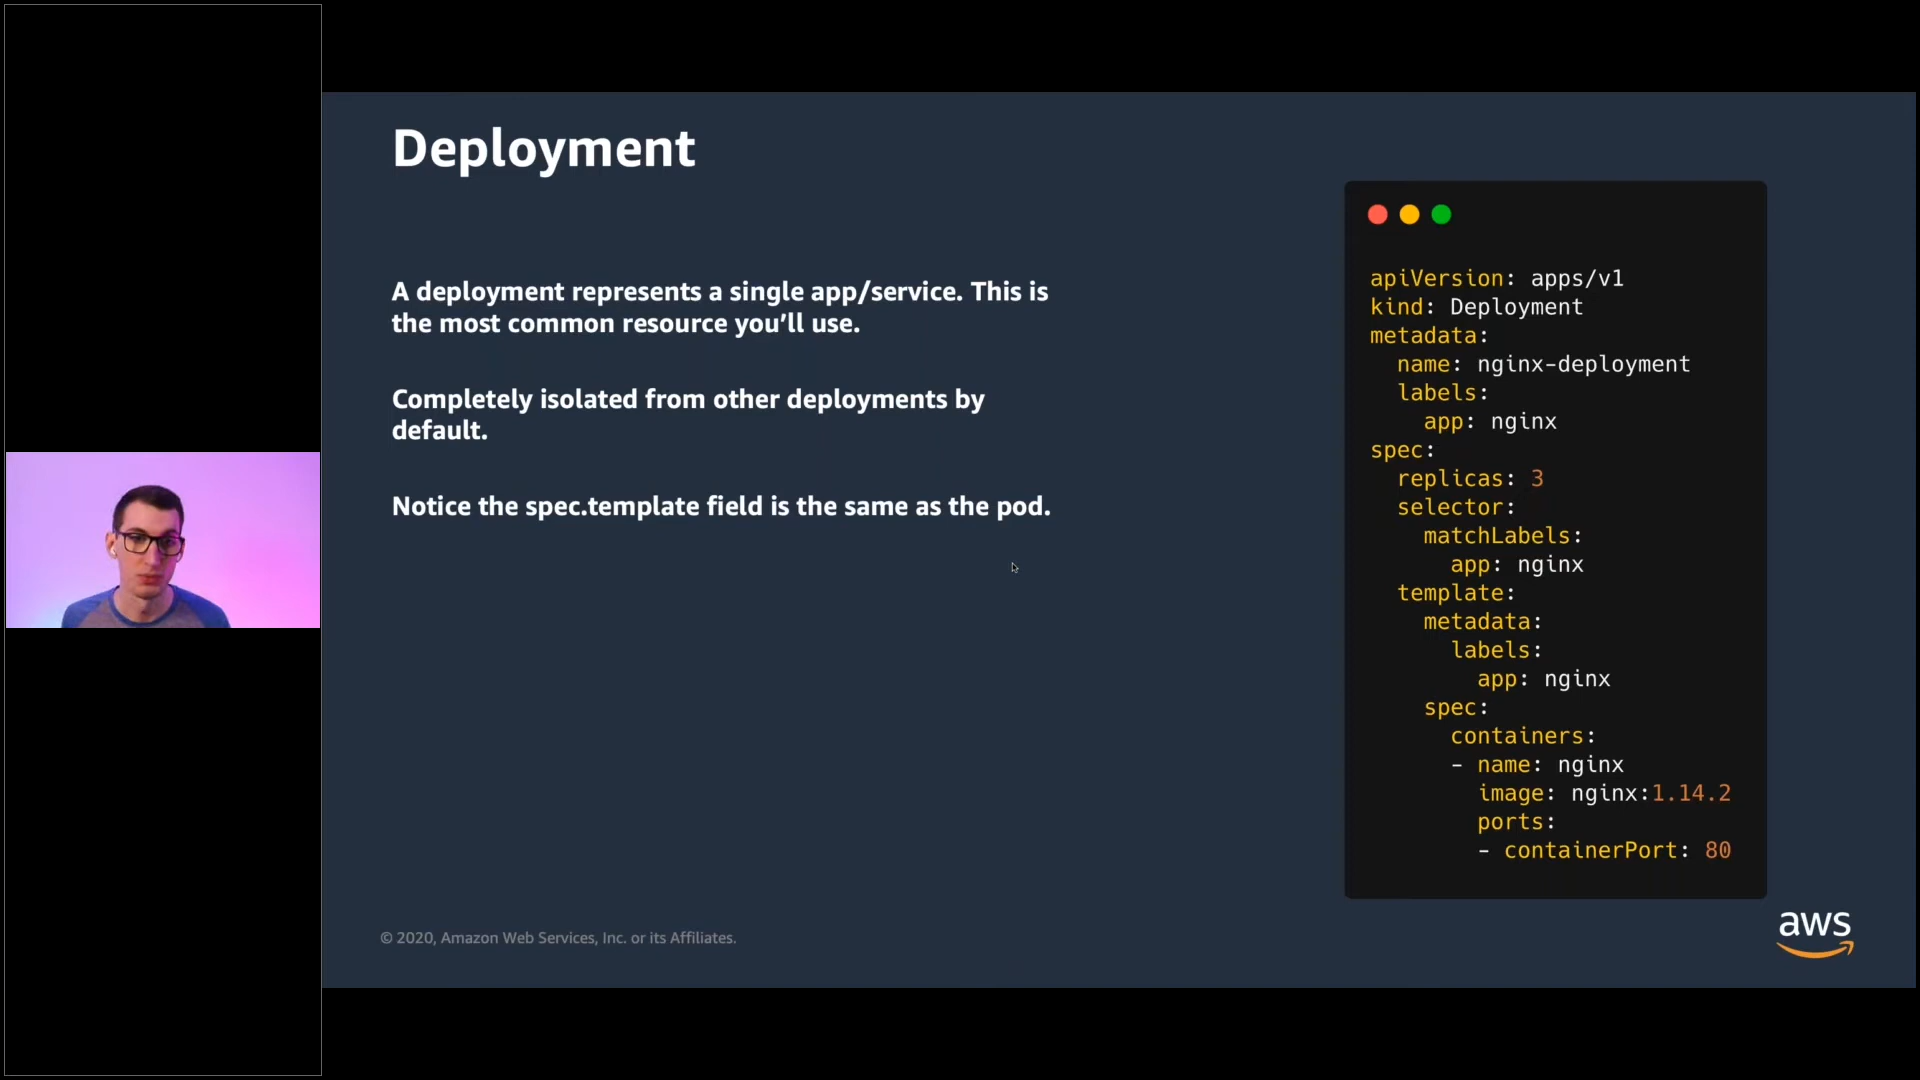 Deployment
A deployment represents a single app/service. This is
the most common resource you’ll use.
Completely isolated from other deployments by
default.
Notice the spec.template field is the same as the pod.
apiVersion: apps/v1
kind: Deployment
metadata:
  name: nginx-deployment
  labels:
    app: nginx
spec:
  replicas: 3
  selector:
    matchLabels:
      app: nginx
  template:
    metadata:
      labels:
        app: nginx
    spec:
      containers:
      - name: nginx
        image: nginx:1.14.2
        ports:
        - containerPort: 80
© 2020, Amazon Web Services, Inc. or its Affiliates.
aws